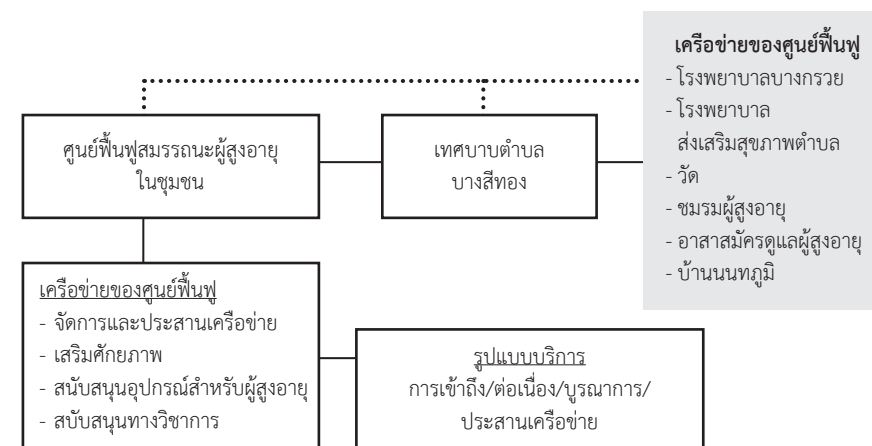 ศูนย์ฟื้นฟูสมรรถนะผู้สูงอายุ
ในชุมชน
เทศบาบตำบล
บางสีทอง
เครือข่ายของศูนย์ฟื้นฟู
- โรงพยาบาลบางกรวย
- โรงพยาบาล
ส่งเสริมสุขภาพตำบล
- วัด
- ชมรมผู้สูงอายุ
- อาสาสมัครดูแลผู้สูงอายุ
- บ้านนนทภูมิ
เครือข่ายของศูนย์ฟื้นฟู
- จัดการและประสานเครือข่าย
- เสริมศักยภาพ
- สนับสนุนอุปกรณ์สำหรับผู้สูงอายุ
- สบับสนุนทางวิชาการ
รูปแบบบริการ
การเข้าถึง/ต่อเนื่อง/บูรณาการ/
ประสานเครือข่าย